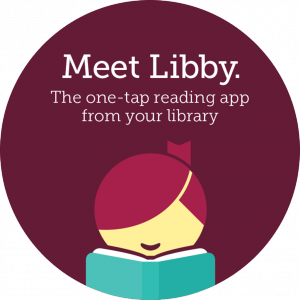 Meet Libby.
The one-tap reading app
from your library